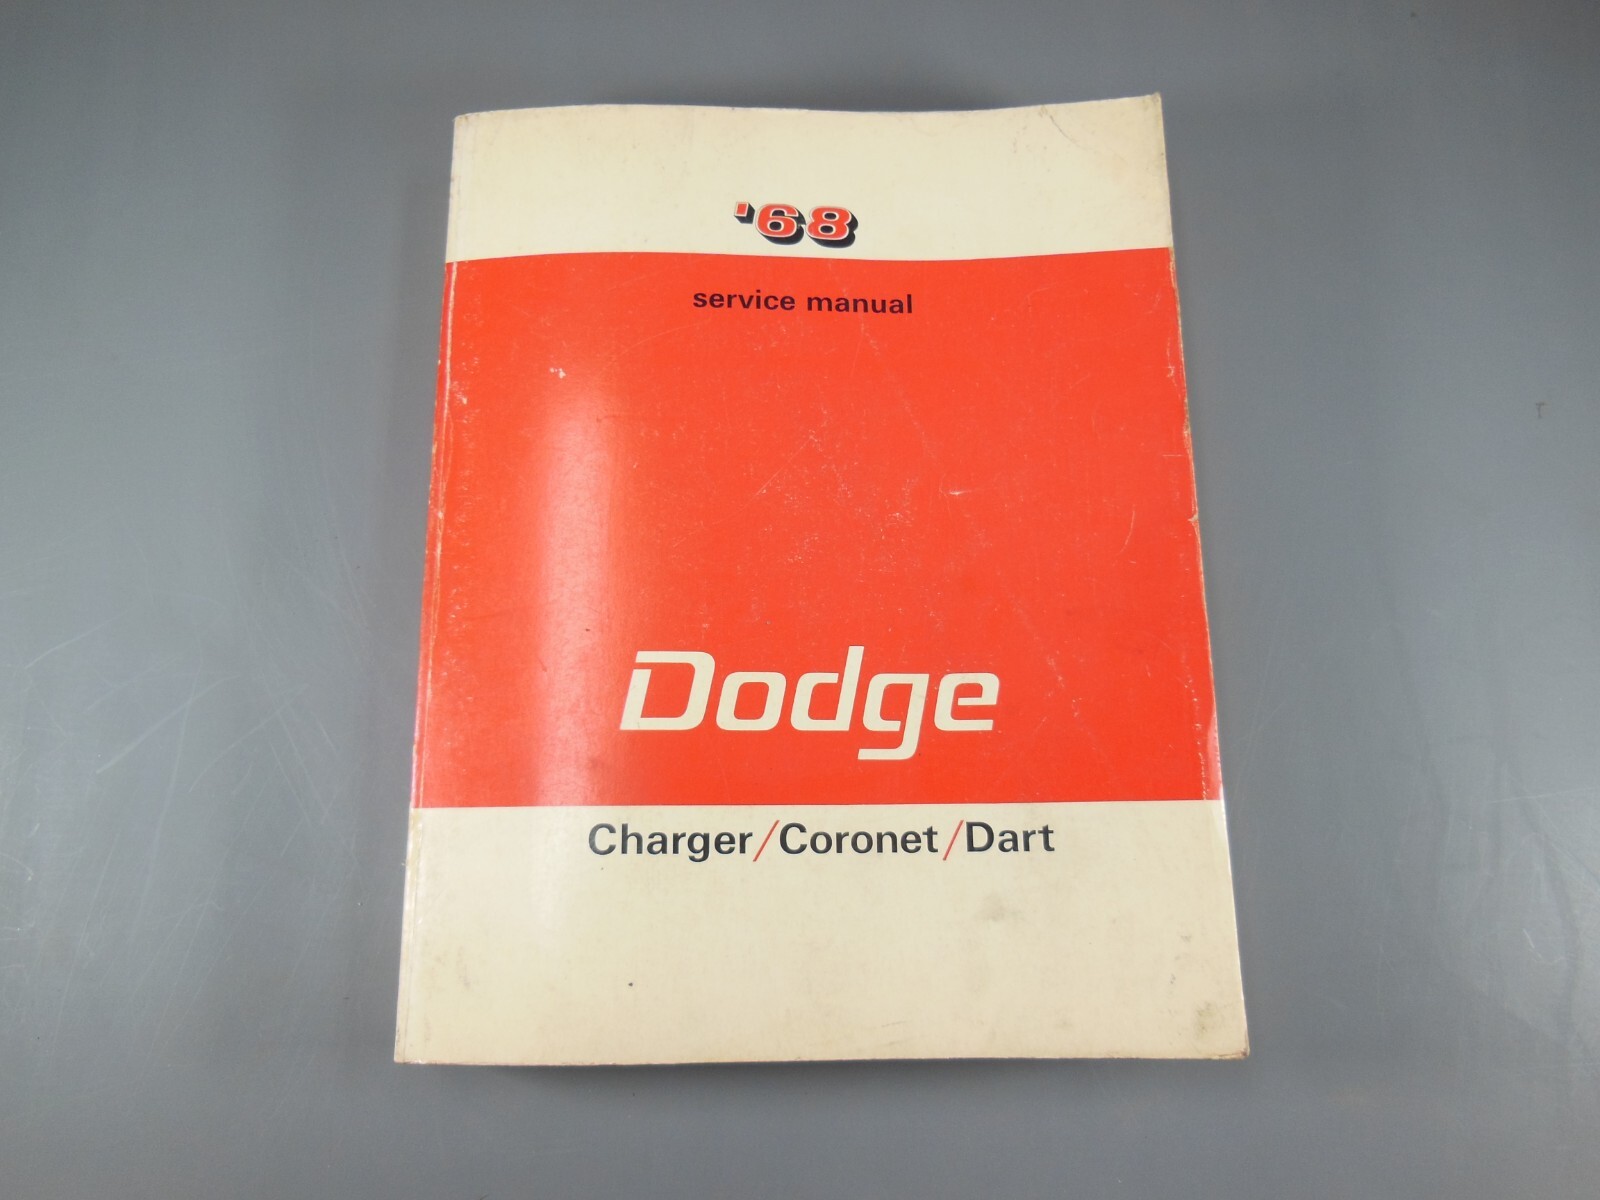 '68
service manual
Dodge
Charger/Coronet/Dart